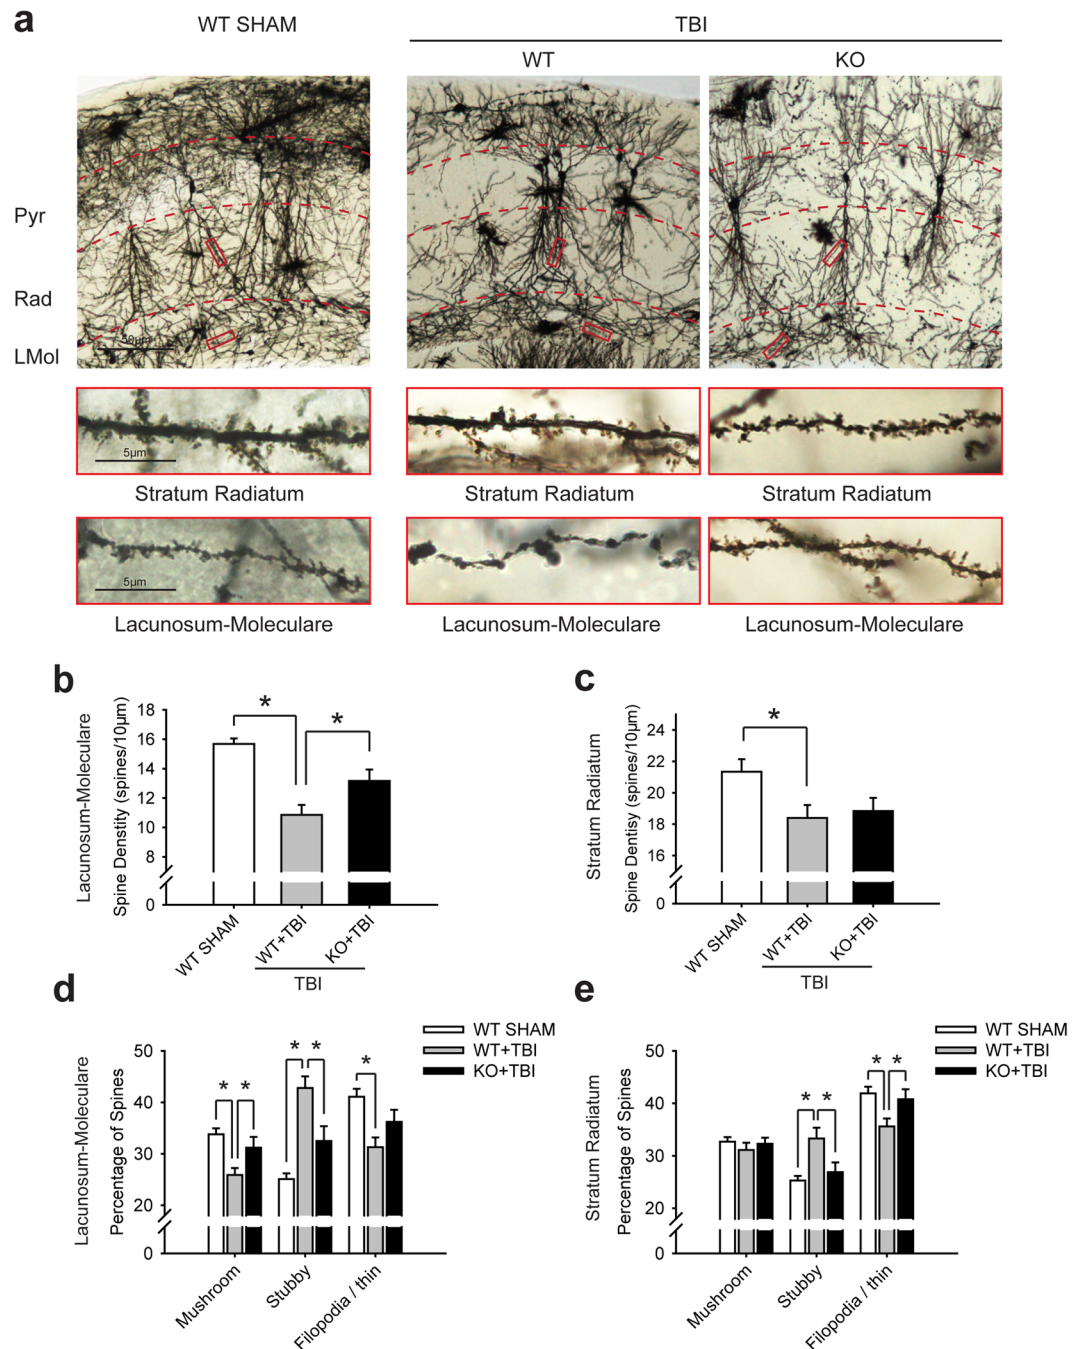 a
WT SHAM
TBI
WT
KO
Pyr
Rad
LMol
50µm
5µm
Stratum Radiatum
Stratum Radiatum
Stratum Radiatum
5µm
Lacunosum-Moleculare
Lacunosum-Moleculare
Lacunosum-Moleculare
b
Lacunosum-Moleculare
Spine Denstity (spines/10µm)
18
16
14
12
10
8
0
*
*
WT SHAM
WT+TBI
KO+TBI
TBI
c
Stratum Radiatum
Spine Dentisy (spines/10µm)
24
22
20
18
16
0
*
WT SHAM
WT+TBI
KO+TBI
TBI
d
Lacunosum-Moleculare
Percentage of Spines
50
40
30
20
0
* *
* *
*
WT SHAM
WT+TBI
KO+TBI
Mushroom
Stubby
Filopodia / thin
e
Stratum Radiatum
Percentage of Spines
50
40
30
20
0
* *
* *
WT SHAM
WT+TBI
KO+TBI
Mushroom
Stubby
Filopodia / thin